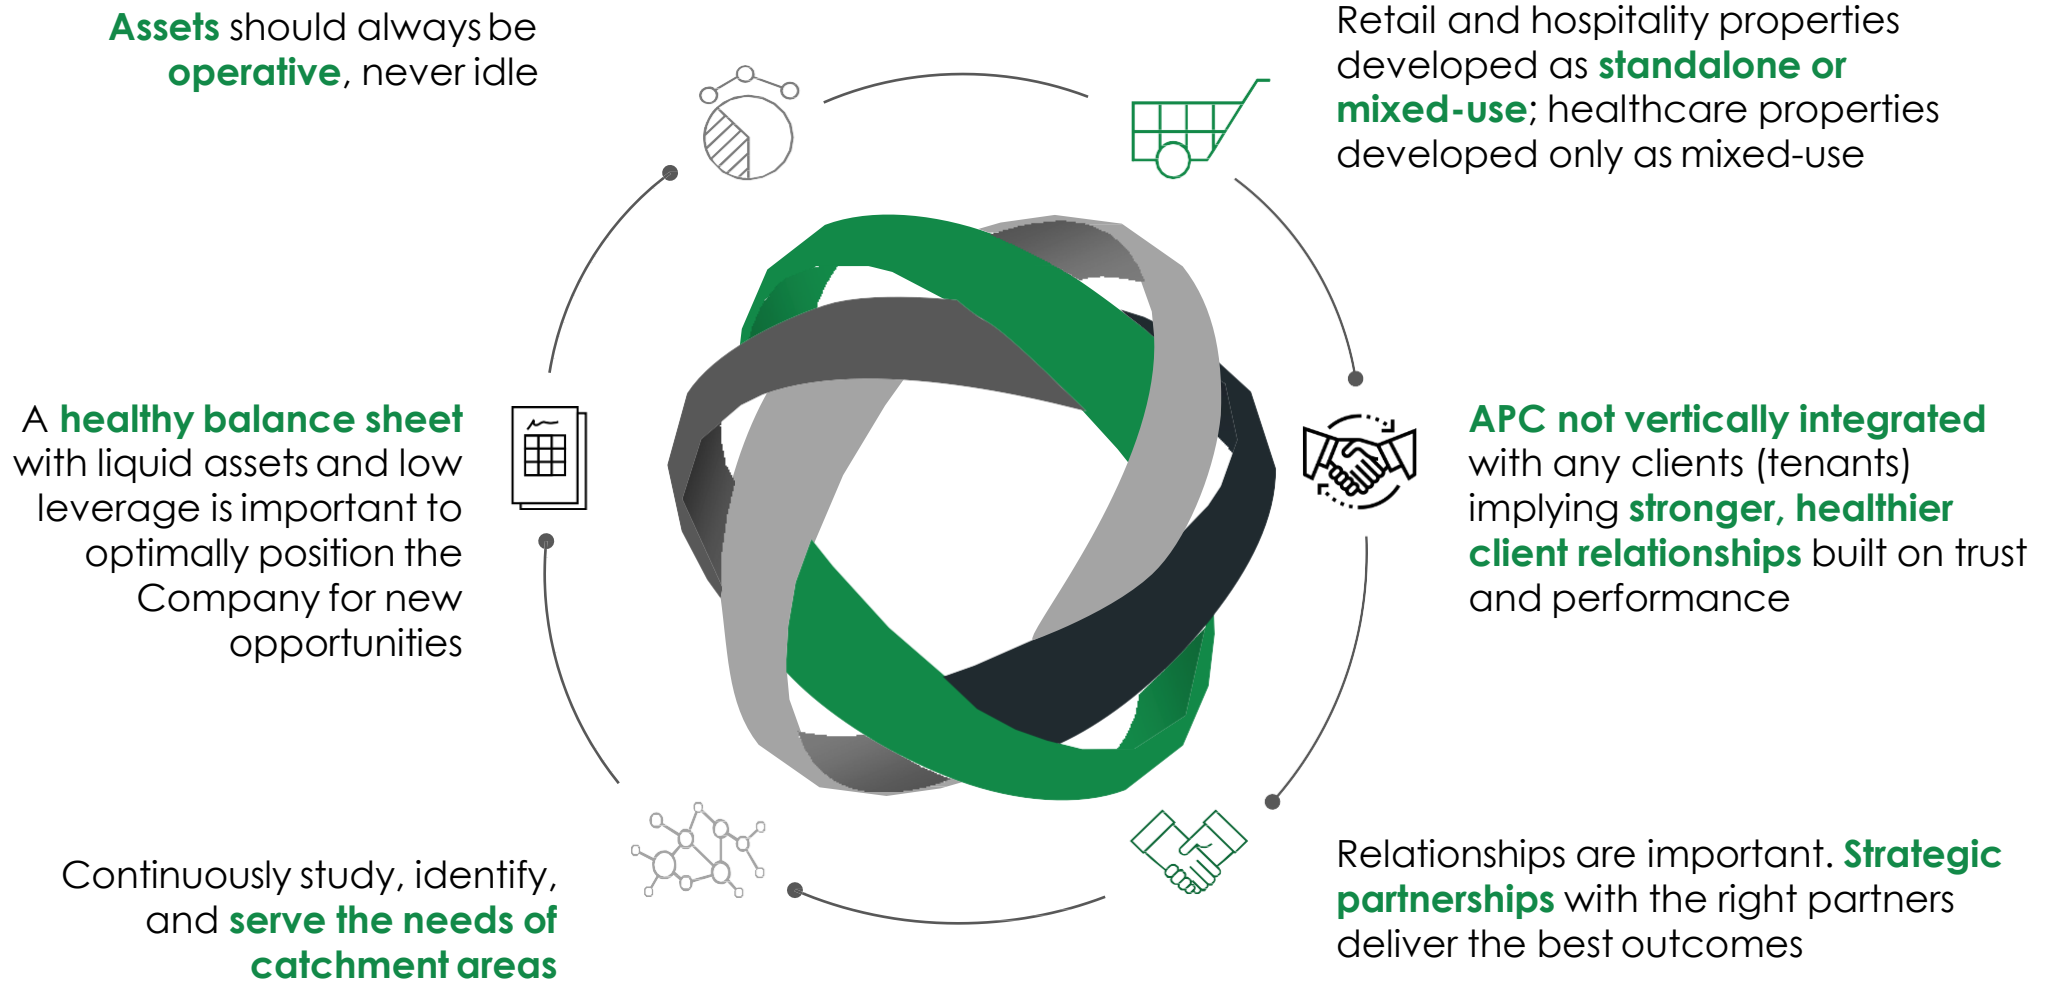 Assets should always be
operative, never idle
Retail and hospitality properties
developed as standalone or
mixed-use; healthcare properties
developed only as mixed-use
A healthy balance sheet
with liquid assets and low
leverage is important to
optimally position the
Company for new
opportunities
APC not vertically integrated
with any clients (tenants)
implying stronger, healthier
client relationships built on trust
and performance
Continuously study, identify,
and serve the needs of
catchment areas
Relationships are important. Strategic
partnerships with the right partners
deliver the best outcomes